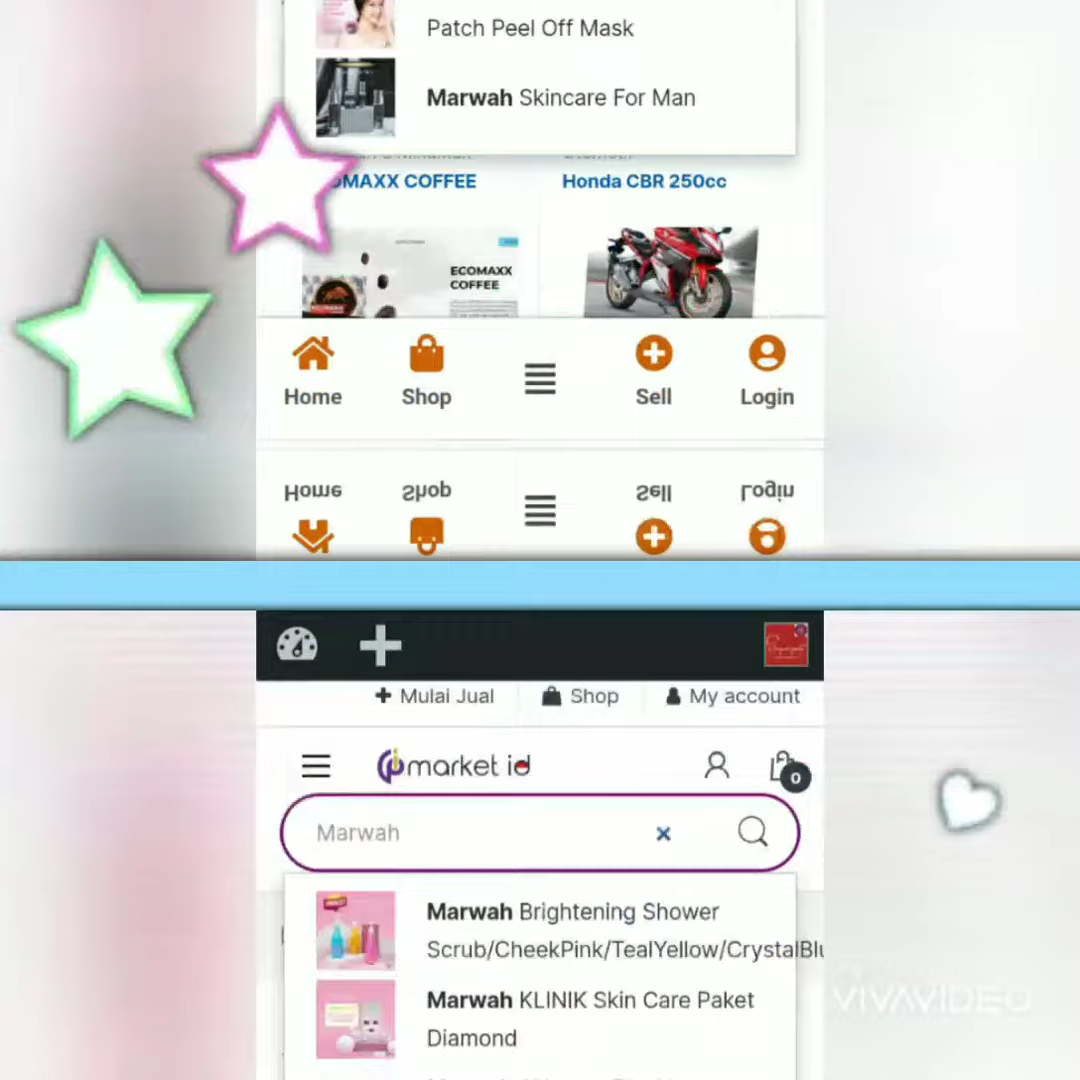 Patch Peel Off Mask
Marwah Skincare For Man
OMAXX COFFEE
Honda CBR 250cc
ECOMAXX
COFFEE
Home
Shop
Sell
Login
Home
Shop
Sell
Login
Mulai Jual
Shop
My account
market id
0
Marwah
Marwah Brightening Shower
Scrub/CheekPink/TealYellow/CrystalBlu
Marwah KLINIK Skin Care Paket
Diamond
VIVAVIDEO